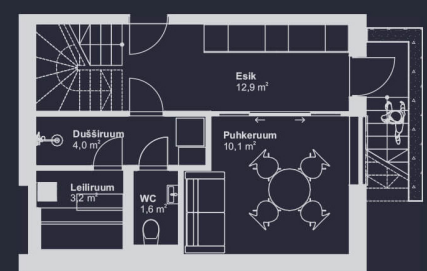 Esik
12,9 m²
Dušširuum
4,0 m²
Puhkeruum
10,1 m²
Leiliruum
3,2 m²
WC
1,6 m²